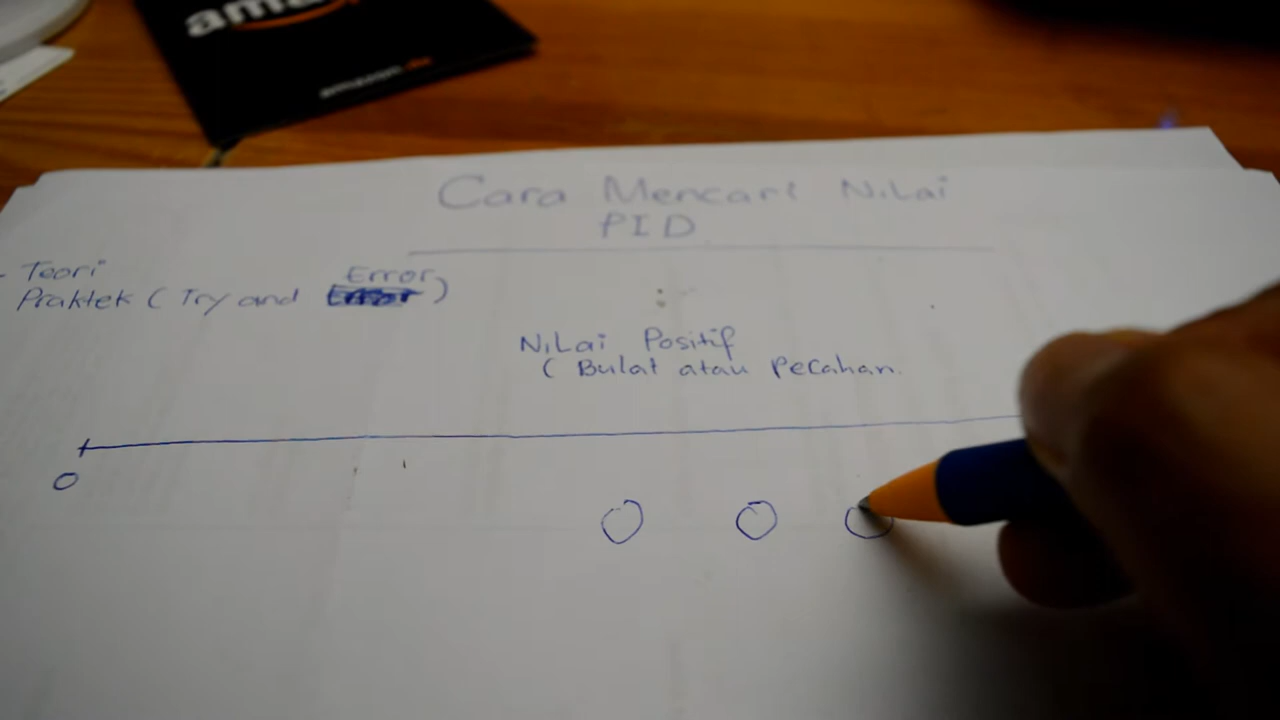 amazon
Cara Mencari Nilai
PID
- Teori
Praktek (Try and Error)
Nilai Positif
( Bulat atau Pecahan.
0